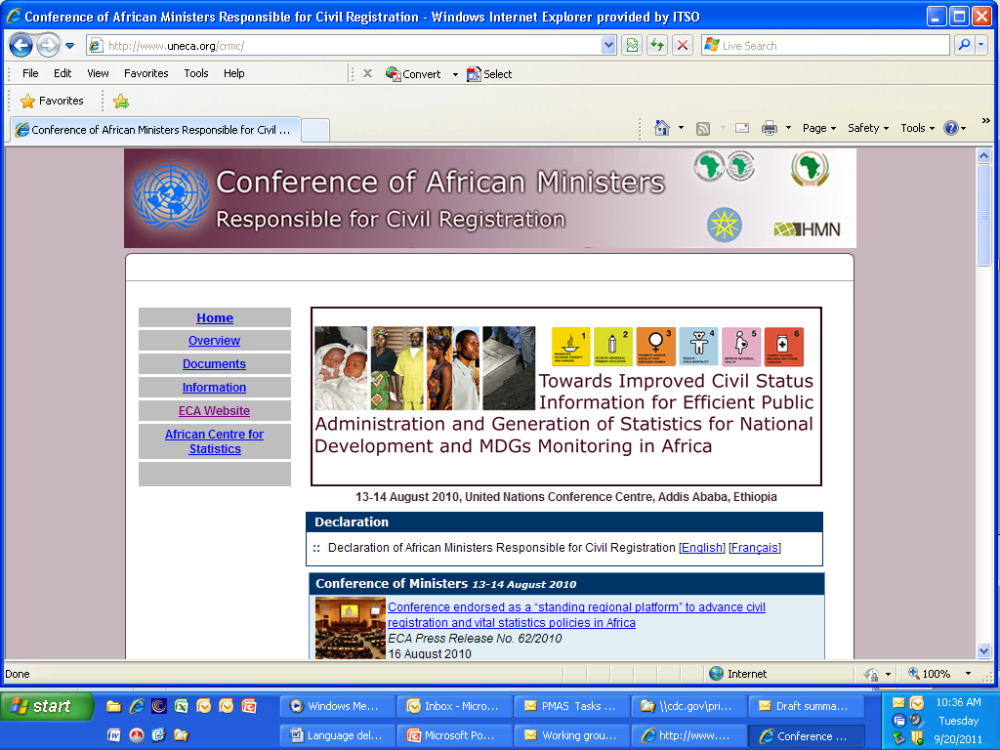 Conference of African Ministers Responsible for Civil Registration - Windows Internet Explorer provided by ITSO
http://www.uneca.org/crmc/
Live Search
File Edit View Favorites Tools Help
Convert Select
Favorites
Conference of African Ministers Responsible for Civil ...
Page Safety Tools
Conference of African Ministers
Responsible for Civil Registration
HMN
Home
Overview
Documents
Information
ECA Website
African Centre for
Statistics
1 2 3 4 5 6
Towards Improved Civil Status
Information for Efficient Public
Administration and Generation of Statistics for National
Development and MDGs Monitoring in Africa
13-14 August 2010, United Nations Conference Centre, Addis Ababa, Ethiopia
Declaration
:: Declaration of African Ministers Responsible for Civil Registration [English] [Français]
Conference of Ministers 13-14 August 2010
Conference endorsed as a “standing regional platform” to advance civil
registration and vital statistics policies in Africa
ECA Press Release No. 62/2010
16 August 2010
Done Internet 100%
start Windows Me... Inbox - Micro... PMAS Tasks ... \\cdc.gov\pri... Draft summa... 10:36 AM
Tuesday
Language del... Microsoft Po... Working grou... http://www.... Conference ... 9/20/2011